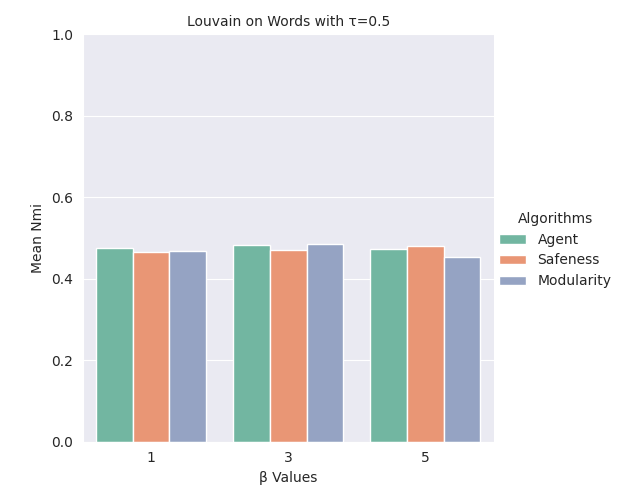 Louvain on Words with τ=0.5
1.0
0.8
0.6
0.4
0.2
0.0
Mean Nmi
1 3 5
β Values
Algorithms
Agent
Safeness
Modularity